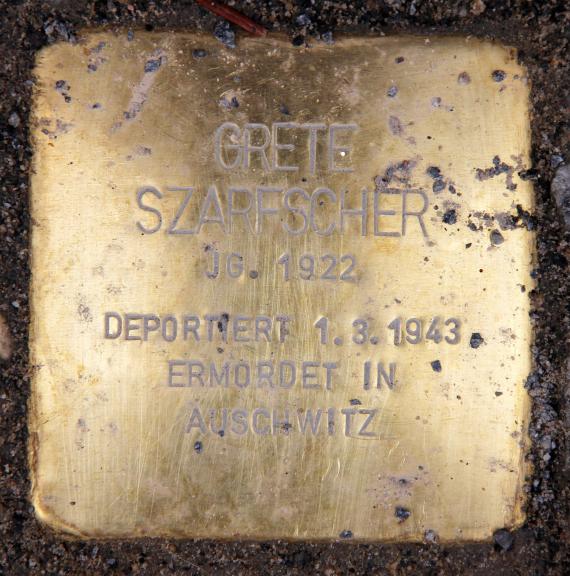 GRETE
SZARFSCHER
JG. 1922
DEPORTIERT 1.3.1943
ERMORDET IN
AUSCHWITZ